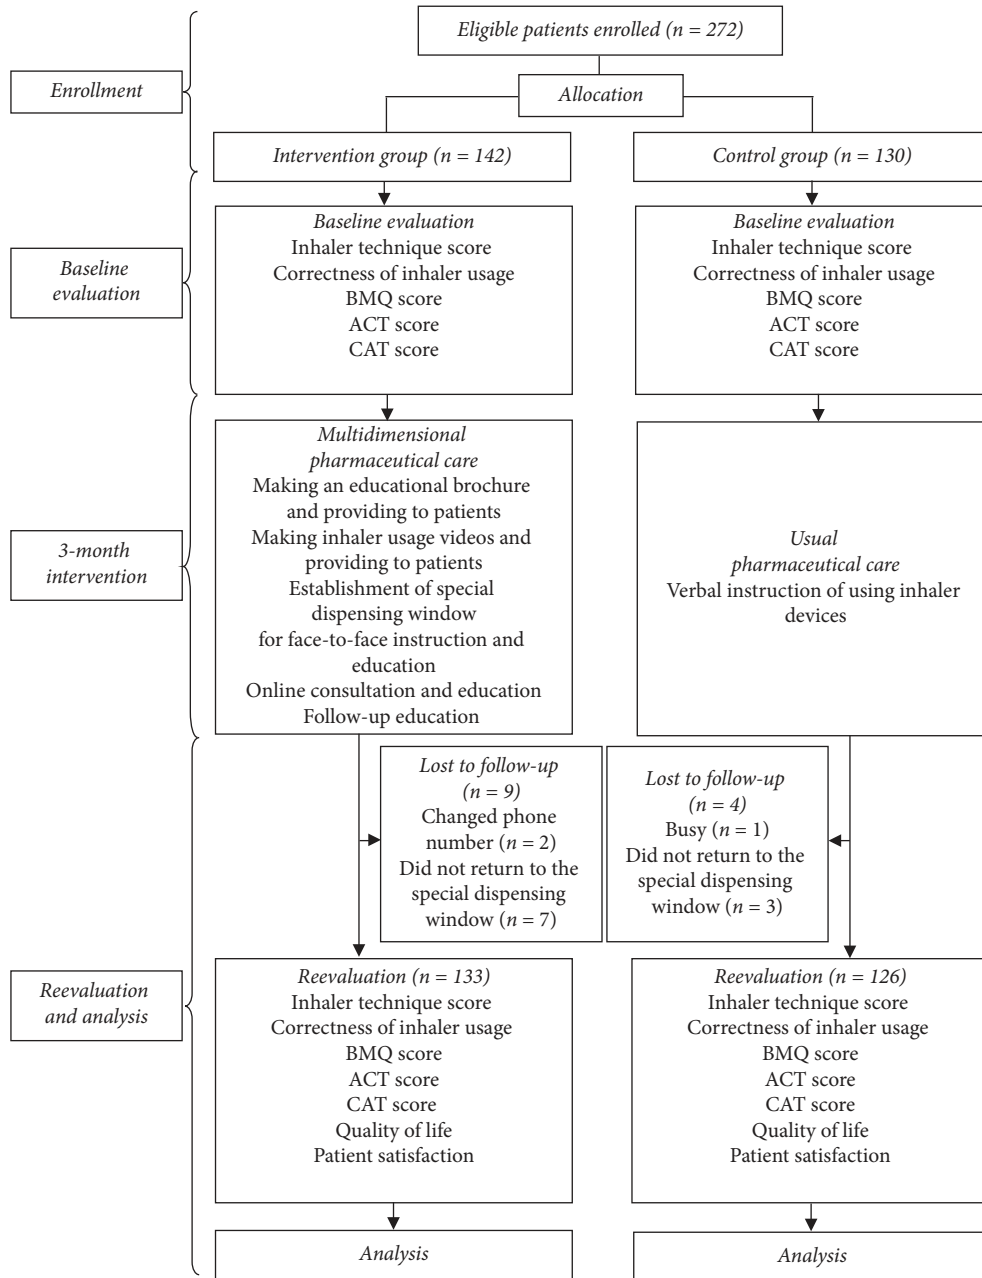 Eligible patients enrolled (n = 272)
Enrollment
Allocation
Intervention group (n = 142)
Control group (n = 130)
Baseline
evaluation
Baseline evaluation
Inhaler technique score
Correctness of inhaler usage
BMQ score
ACT score
CAT score
Baseline evaluation
Inhaler technique score
Correctness of inhaler usage
BMQ score
ACT score
CAT score
3-month
intervention
Multidimensional
pharmaceutical care
Making an educational brochure
and providing to patients
Making inhaler usage videos and
providing to patients
Establishment of special
dispensing window
for face-to-face instruction and
education
Online consultation and education
Follow-up education
Usual
pharmaceutical care
Verbal instruction of using inhaler
devices
Lost to follow-up
(n = 9)
Changed phone
number (n = 2)
Did not return to the
special dispensing
window (n = 7)
Lost to follow-up
(n = 4)
Busy (n = 1)
Did not return to the
special dispensing
window (n = 3)
Reevaluation
and analysis
Reevaluation (n = 133)
Inhaler technique score
Correctness of inhaler usage
BMQ score
ACT score
CAT score
Quality of life
Patient satisfaction
Reevaluation (n = 126)
Inhaler technique score
Correctness of inhaler usage
BMQ score
ACT score
CAT score
Quality of life
Patient satisfaction
Analysis
Analysis